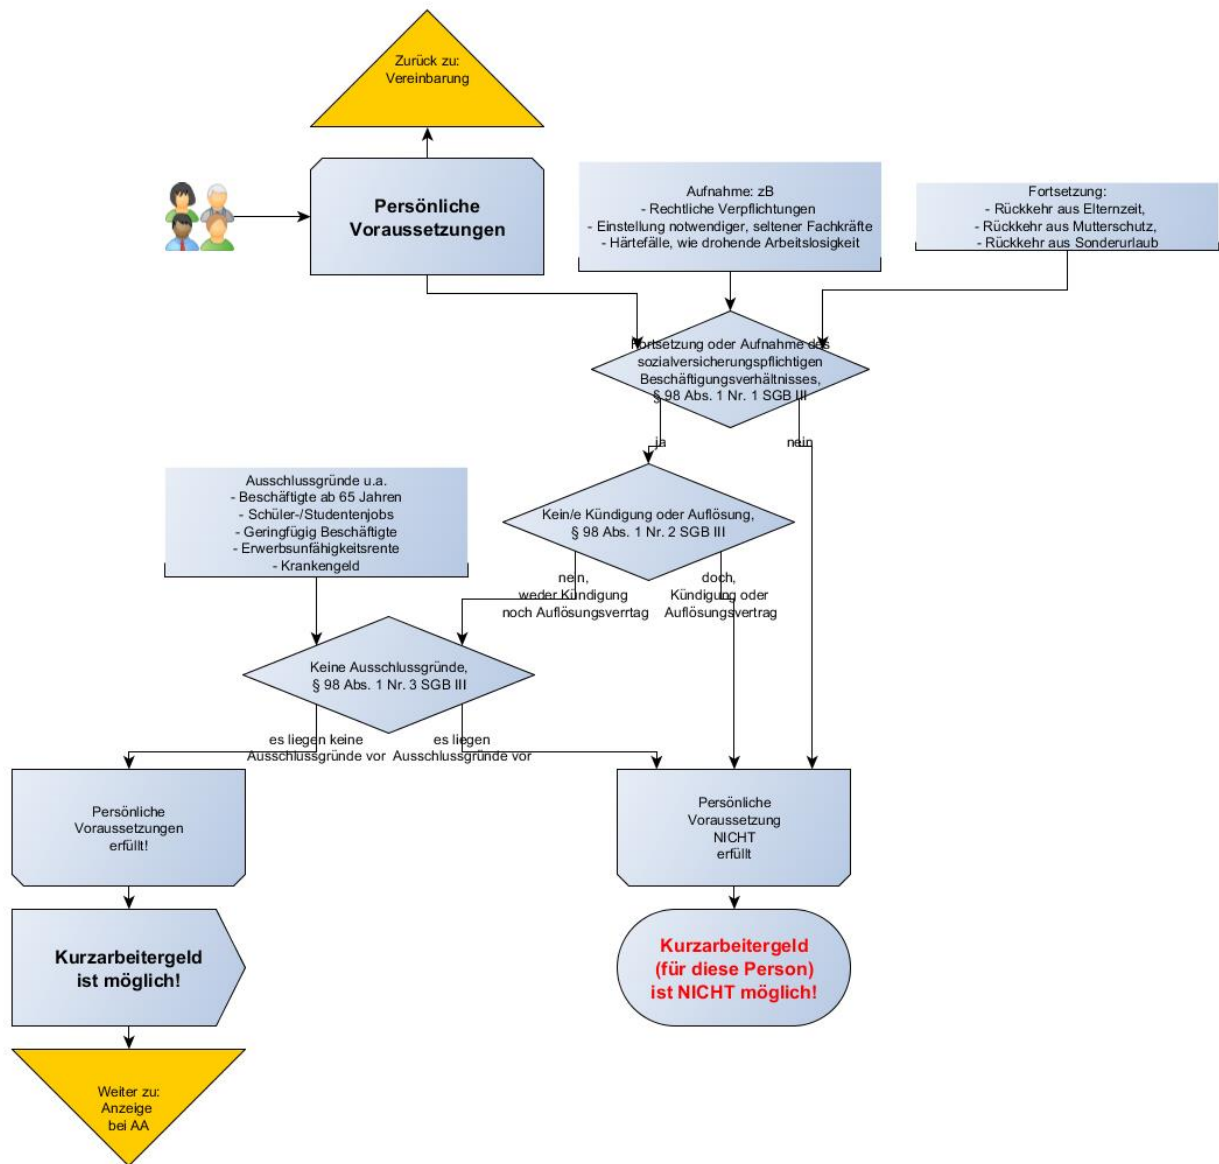 Zurück zu:
Vereinbarung
Persönliche
Voraussetzungen
Aufnahme: zB
- Rechtliche Verpflichtungen
- Einstellung notwendiger, seltener Fachkräfte
- Härtefälle, wie drohende Arbeitslosigkeit
Fortsetzung:
- Rückkehr aus Elternzeit,
- Rückkehr aus Mutterschutz,
- Rückkehr aus Sonderurlaub
Fortsetzung oder Aufnahme des
sozialversicherungspflichtigen
Beschäftigungsverhältnisses,
§ 98 Abs. 1 Nr. 1 SGB III
ja
nein
Ausschlussgründe u.a.
- Beschäftigte ab 65 Jahren
- Schüler-/Studentenjobs
- Geringfügig Beschäftigte
- Erwerbsunfähigkeitsrente
- Krankengeld
Kein/e Kündigung oder Auflösung,
§ 98 Abs. 1 Nr. 2 SGB III
nein,
weder Kündigung
noch Auflösungsverrtag
doch,
Kündigung oder
Auflösungsvertrag
Keine Ausschlussgründe,
§ 98 Abs. 1 Nr. 3 SGB III
es liegen keine
Ausschlussgründe vor
es liegen
Ausschlussgründe vor
Persönliche
Voraussetzungen
erfüllt!
Persönliche
Voraussetzung
NICHT
erfüllt
Kurzarbeitergeld
ist möglich!
Kurzarbeitergeld
(für diese Person)
ist NICHT möglich!
Weiter zu:
Anzeige
bei AA